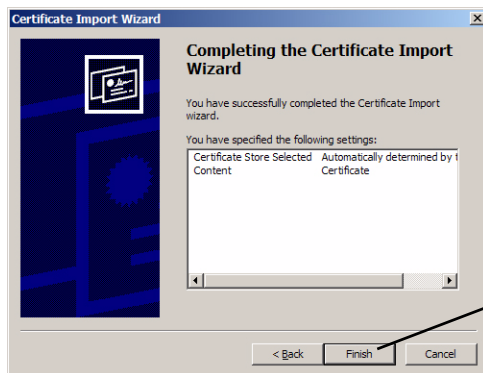 Certificate Import Wizard
Completing the Certificate Import
Wizard
You have successfully completed the Certificate Import
wizard.
You have specified the following settings:
Certificate Store Selected Automatically determined by t
Content Certificate
< Back Finish Cancel